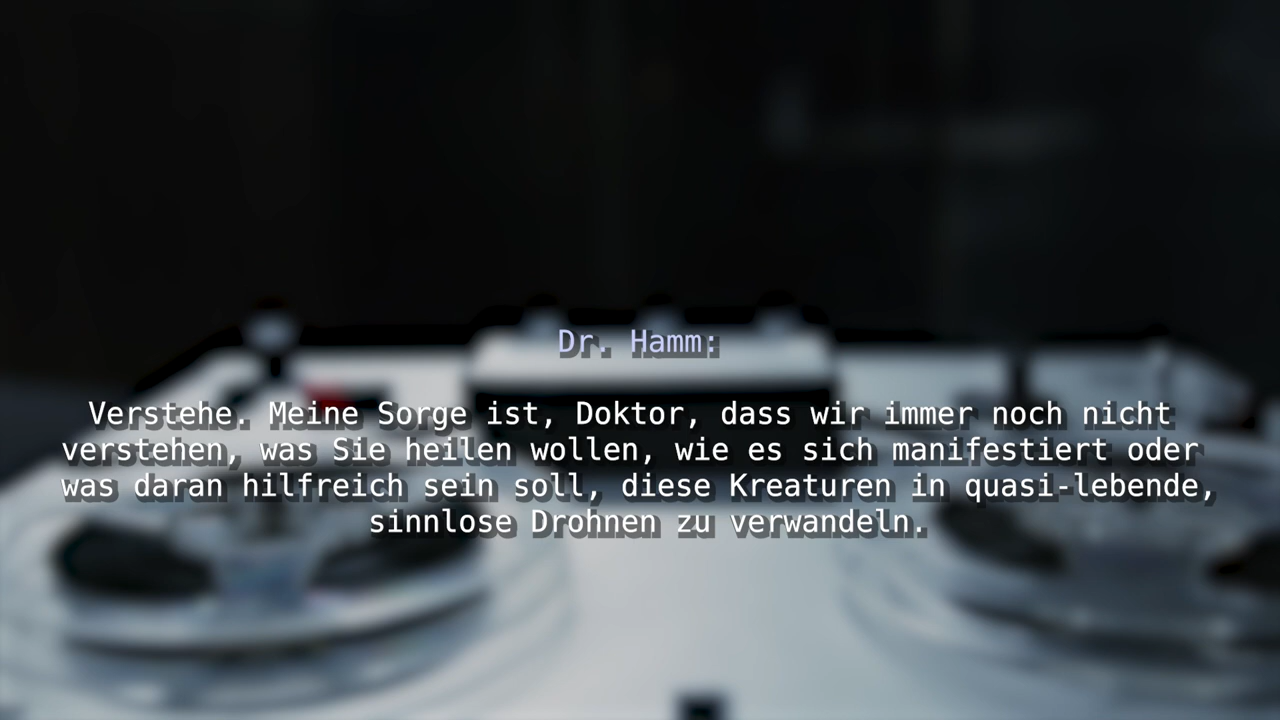 Dr. Hamm:
Verstehe. Meine Sorge ist, Doktor, dass wir immer noch nicht
verstehen, was Sie heilen wollen, wie es sich manifestiert oder
was daran hilfreich sein soll, diese Kreaturen in quasi-lebende,
sinnlose Drohnen zu verwandeln.